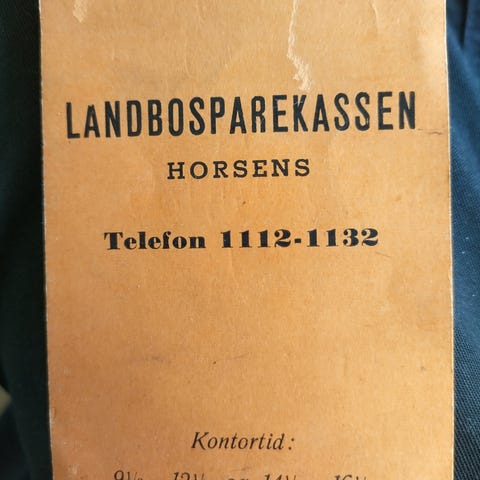 LANDBOSPAREKASSEN
HORSENS
Telefon 1112-1132
Kontortid: